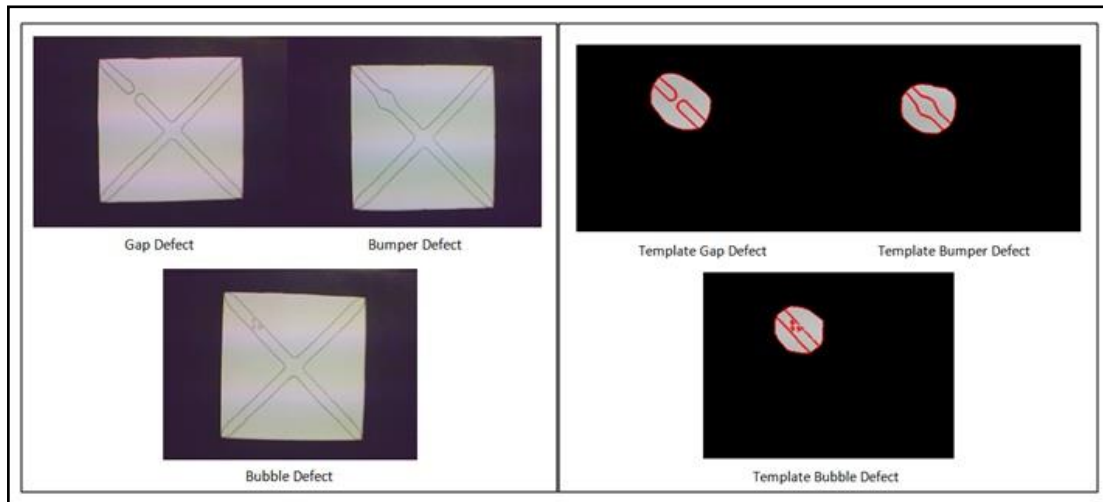 Gap Defect
Bumper Defect
Bubble Defect
Template Gap Defect
Template Bumper Defect
Template Bubble Defect